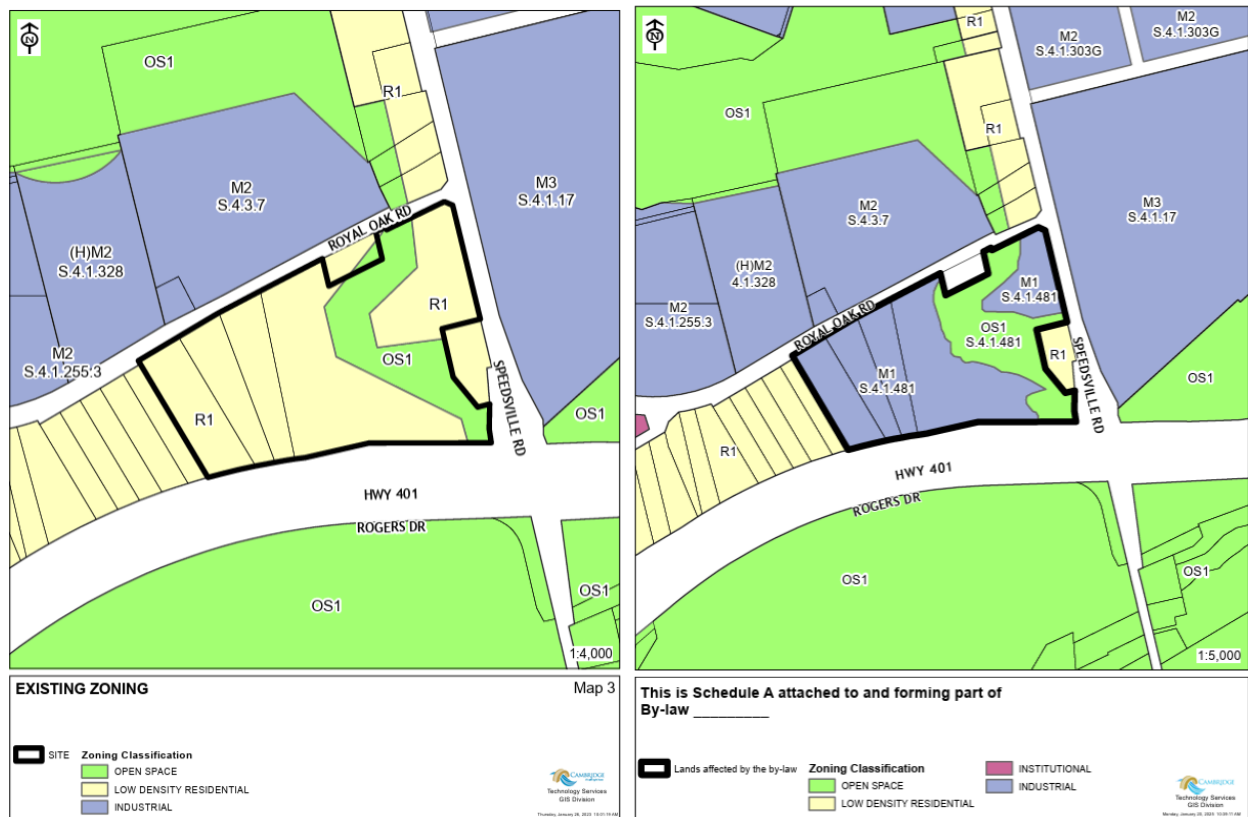 N
OS1
R1
M2
S.4.3.7
M3
S.4.1.17
ROYAL OAK RD
(H)M2
S.4.1.328
R1
M2
S.4.1.255.3
OS1
R1
SPEEDSVILLE RD
OS1
HWY 401
ROGERS DR
OS1
OS1
1:4,000
EXISTING ZONING
Map 3
SITE
Zoning Classification
OPEN SPACE
LOW DENSITY RESIDENTIAL
INDUSTRIAL
CAMBRIDGE
Technology Services
GIS Division
N
R1
M2
S.4.1.303G
M2
S.4.1.303G
OS1
R1
M3
S.4.1.17
M2
S.4.3.7
(H)M2
4.1.328
M2
S.4.1.255.3
ROYAL OAK RD
M1
S.4.1.481
OS1
S.4.1.481
R1
M1
S.4.1.481
SPEEDSVILLE RD
OS1
R1
HWY 401
ROGERS DR
OS1
OS1
1:5,000
This is Schedule A attached to and forming part of
By-law _________
Lands affected by the by-law
Zoning Classification
OPEN SPACE
LOW DENSITY RESIDENTIAL
INSTITUTIONAL
INDUSTRIAL
CAMBRIDGE
Technology Services
GIS Division